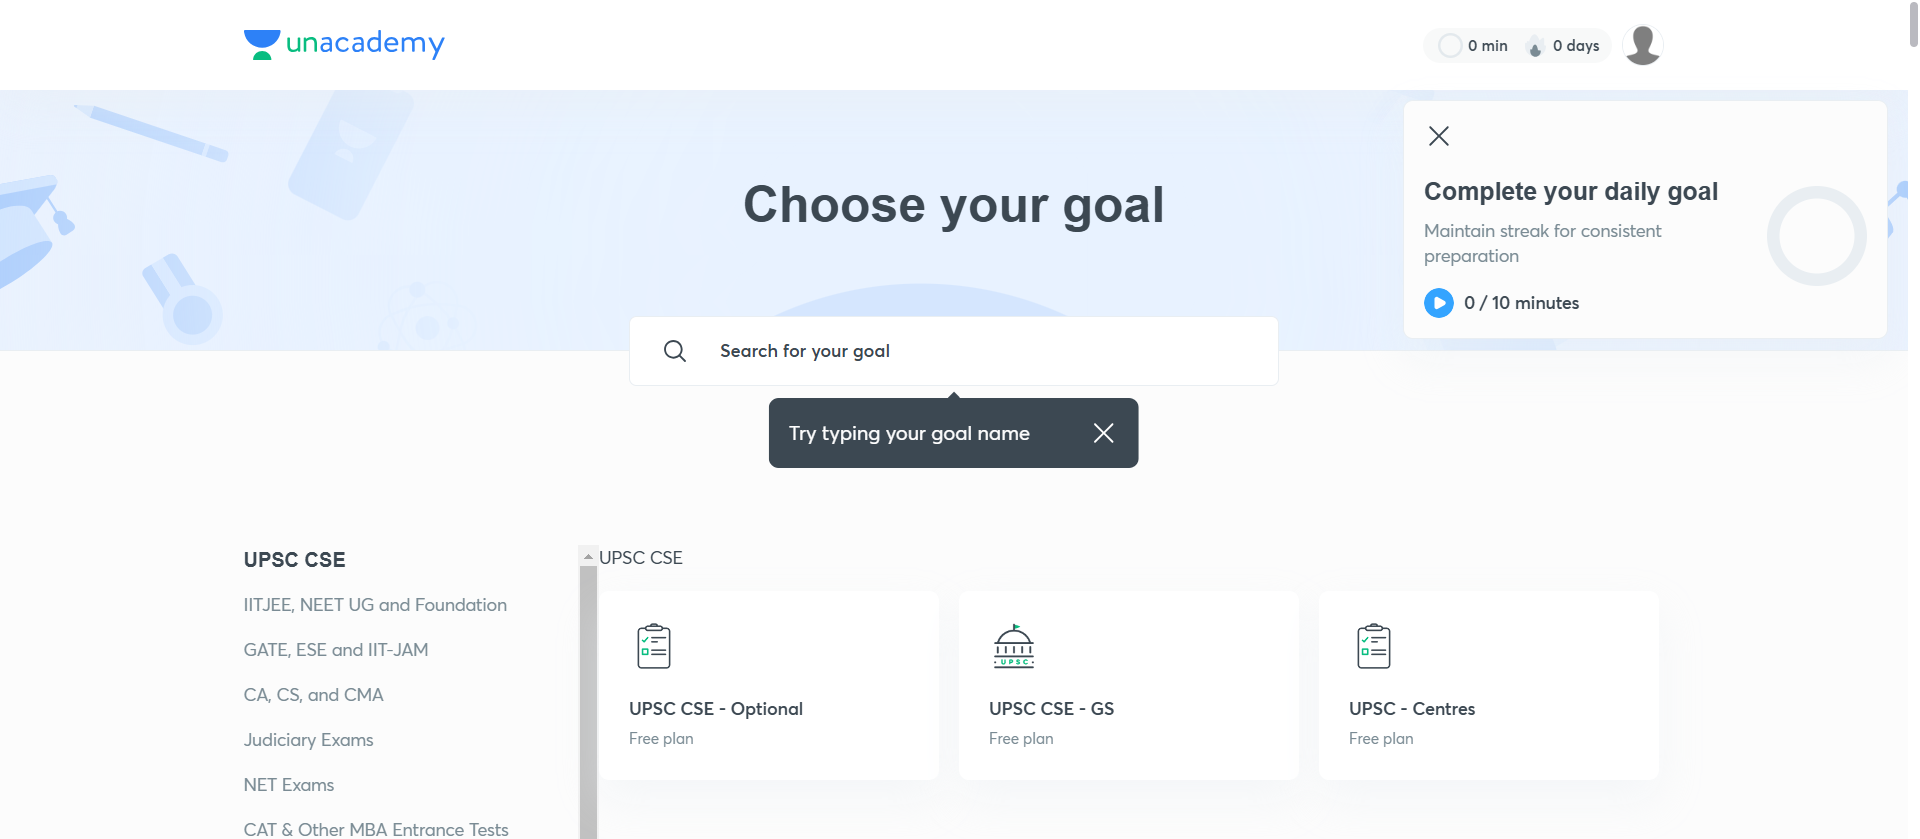 unacademy
0 min
0 days
Choose your goal
Complete your daily goal
Maintain streak for consistent
preparation
0 / 10 minutes
Search for your goal
Try typing your goal name
UPSC CSE
IITJEE, NEET UG and Foundation
GATE, ESE and IIT-JAM
CA, CS, and CMA
Judiciary Exams
NET Exams
CAT & Other MBA Entrance Tests
UPSC CSE
UPSC CSE - Optional
Free plan
UPSC
UPSC CSE - GS
Free plan
UPSC - Centres
Free plan